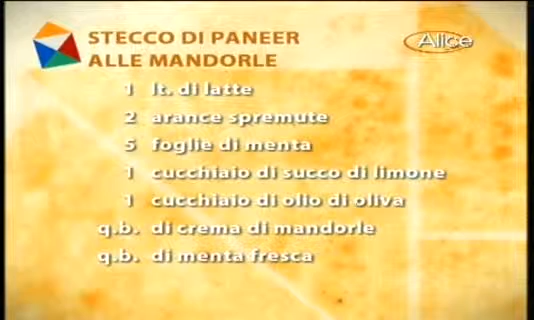 STECCO DI PANEER
ALLE MANDORLE
Alice
1 lt. di latte
2 arance spremute
5 foglie di menta
1 cucchiaio di succo di limone
1 cucchiaio di olio di oliva
q.b. di crema di mandorle
q.b. di menta fresca